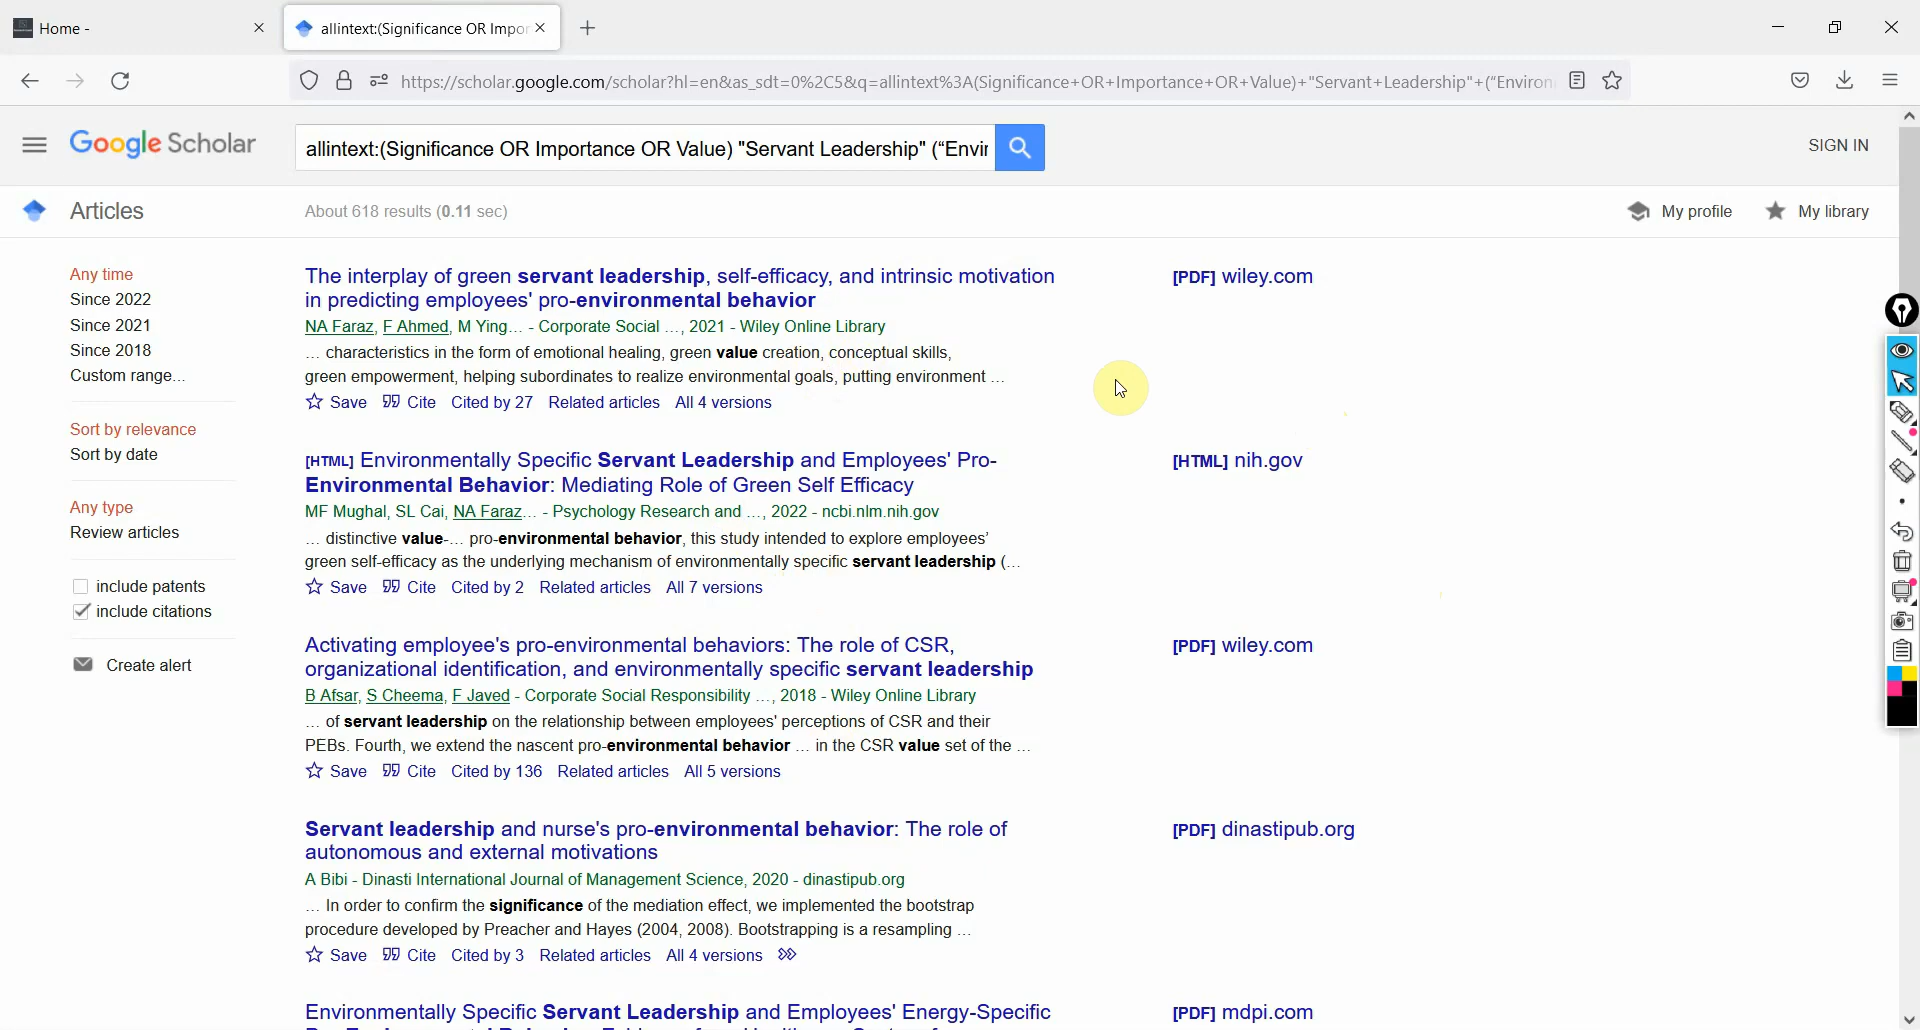 Home -
allintext:(Significance OR Impor
https://scholar.google.com/scholar?hl=en&as_sdt=0%2C5&q=allintext%3A(Significance+OR+Importance+OR+Value)+"Servant+Leadership"+(“Environ
Google Scholar
allintext:(Significance OR Importance OR Value) "Servant Leadership" (“Envir
SIGN IN
Articles
About 618 results (0.11 sec)
My profile
My library
Any time
Since 2022
Since 2021
Since 2018
Custom range...
Sort by relevance
Sort by date
Any type
Review articles
include patents
include citations
Create alert
The interplay of green servant leadership, self-efficacy, and intrinsic motivation
in predicting employees' pro-environmental behavior
NA Faraz, F Ahmed, M Ying... - Corporate Social ..., 2021 - Wiley Online Library
... characteristics in the form of emotional healing, green value creation, conceptual skills,
green empowerment, helping subordinates to realize environmental goals, putting environment ...
Save Cite Cited by 27 Related articles All 4 versions
[PDF] wiley.com
[HTML] Environmentally Specific Servant Leadership and Employees' Pro-
Environmental Behavior: Mediating Role of Green Self Efficacy
MF Mughal, SL Cai, NA Faraz... - Psychology Research and ..., 2022 - ncbi.nlm.nih.gov
... distinctive value-... pro-environmental behavior, this study intended to explore employees'
green self-efficacy as the underlying mechanism of environmentally specific servant leadership (...
Save Cite Cited by 2 Related articles All 7 versions
[HTML] nih.gov
Activating employee's pro-environmental behaviors: The role of CSR,
organizational identification, and environmentally specific servant leadership
B Afsar, S Cheema, F Javed - Corporate Social Responsibility ..., 2018 - Wiley Online Library
... of servant leadership on the relationship between employees' perceptions of CSR and their
PEBs. Fourth, we extend the nascent pro-environmental behavior ... in the CSR value set of the ...
Save Cite Cited by 136 Related articles All 5 versions
[PDF] wiley.com
Servant leadership and nurse's pro-environmental behavior: The role of
autonomous and external motivations
A Bibi - Dinasti International Journal of Management Science, 2020 - dinastipub.org
... In order to confirm the significance of the mediation effect, we implemented the bootstrap
procedure developed by Preacher and Hayes (2004, 2008). Bootstrapping is a resampling ...
Save Cite Cited by 3 Related articles All 4 versions
[PDF] dinastipub.org
Environmentally Specific Servant Leadership and Employees' Energy-Specific
[PDF] mdpi.com